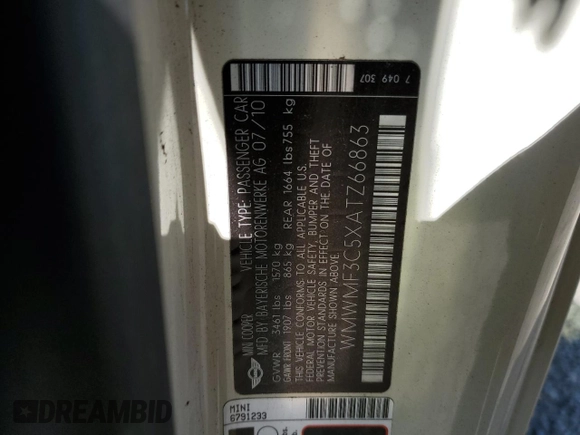 MINI COOPER
VEHICLE TYPE: PASSENGER CAR
MFD BY BAYERISCHE MOTORENWERKE AG 07/10
GVWR 3461 lbs 1570 kg
GAWR FRONT 1907 lbs 865 kg REAR 1664 lbs 755 kg
THIS VEHICLE CONFORMS TO ALL APPLICABLE U.S.
FEDERAL MOTOR VEHICLE SAFETY, BUMPER AND THEFT
PREVENTION STANDARDS IN EFFECT ON THE DATE OF
MANUFACTURE SHOWN ABOVE.
WMWMF3C5XATZ66863
7 049 307
MINI
6791233
DREAMBID